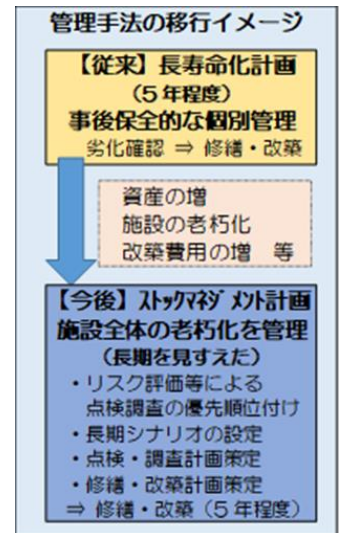 管理手法の移行イメージ
【従来】長寿命化計画
（5年程度）
事後保全的な個別管理
劣化確認 ⇒ 修繕・改築
資産の増
施設の老朽化
改築費用の増　等
【今後】ｽﾄｯｸﾏﾈｼﾞﾒﾝﾄ計画
施設全体の老朽化を管理
（長期を見すえた）
・リスク評価等による
点検調査の優先順位付け
・長期シナリオの設定
・点検・調査計画策定
・修繕・改築計画策定
⇒ 修繕・改築（5年程度）